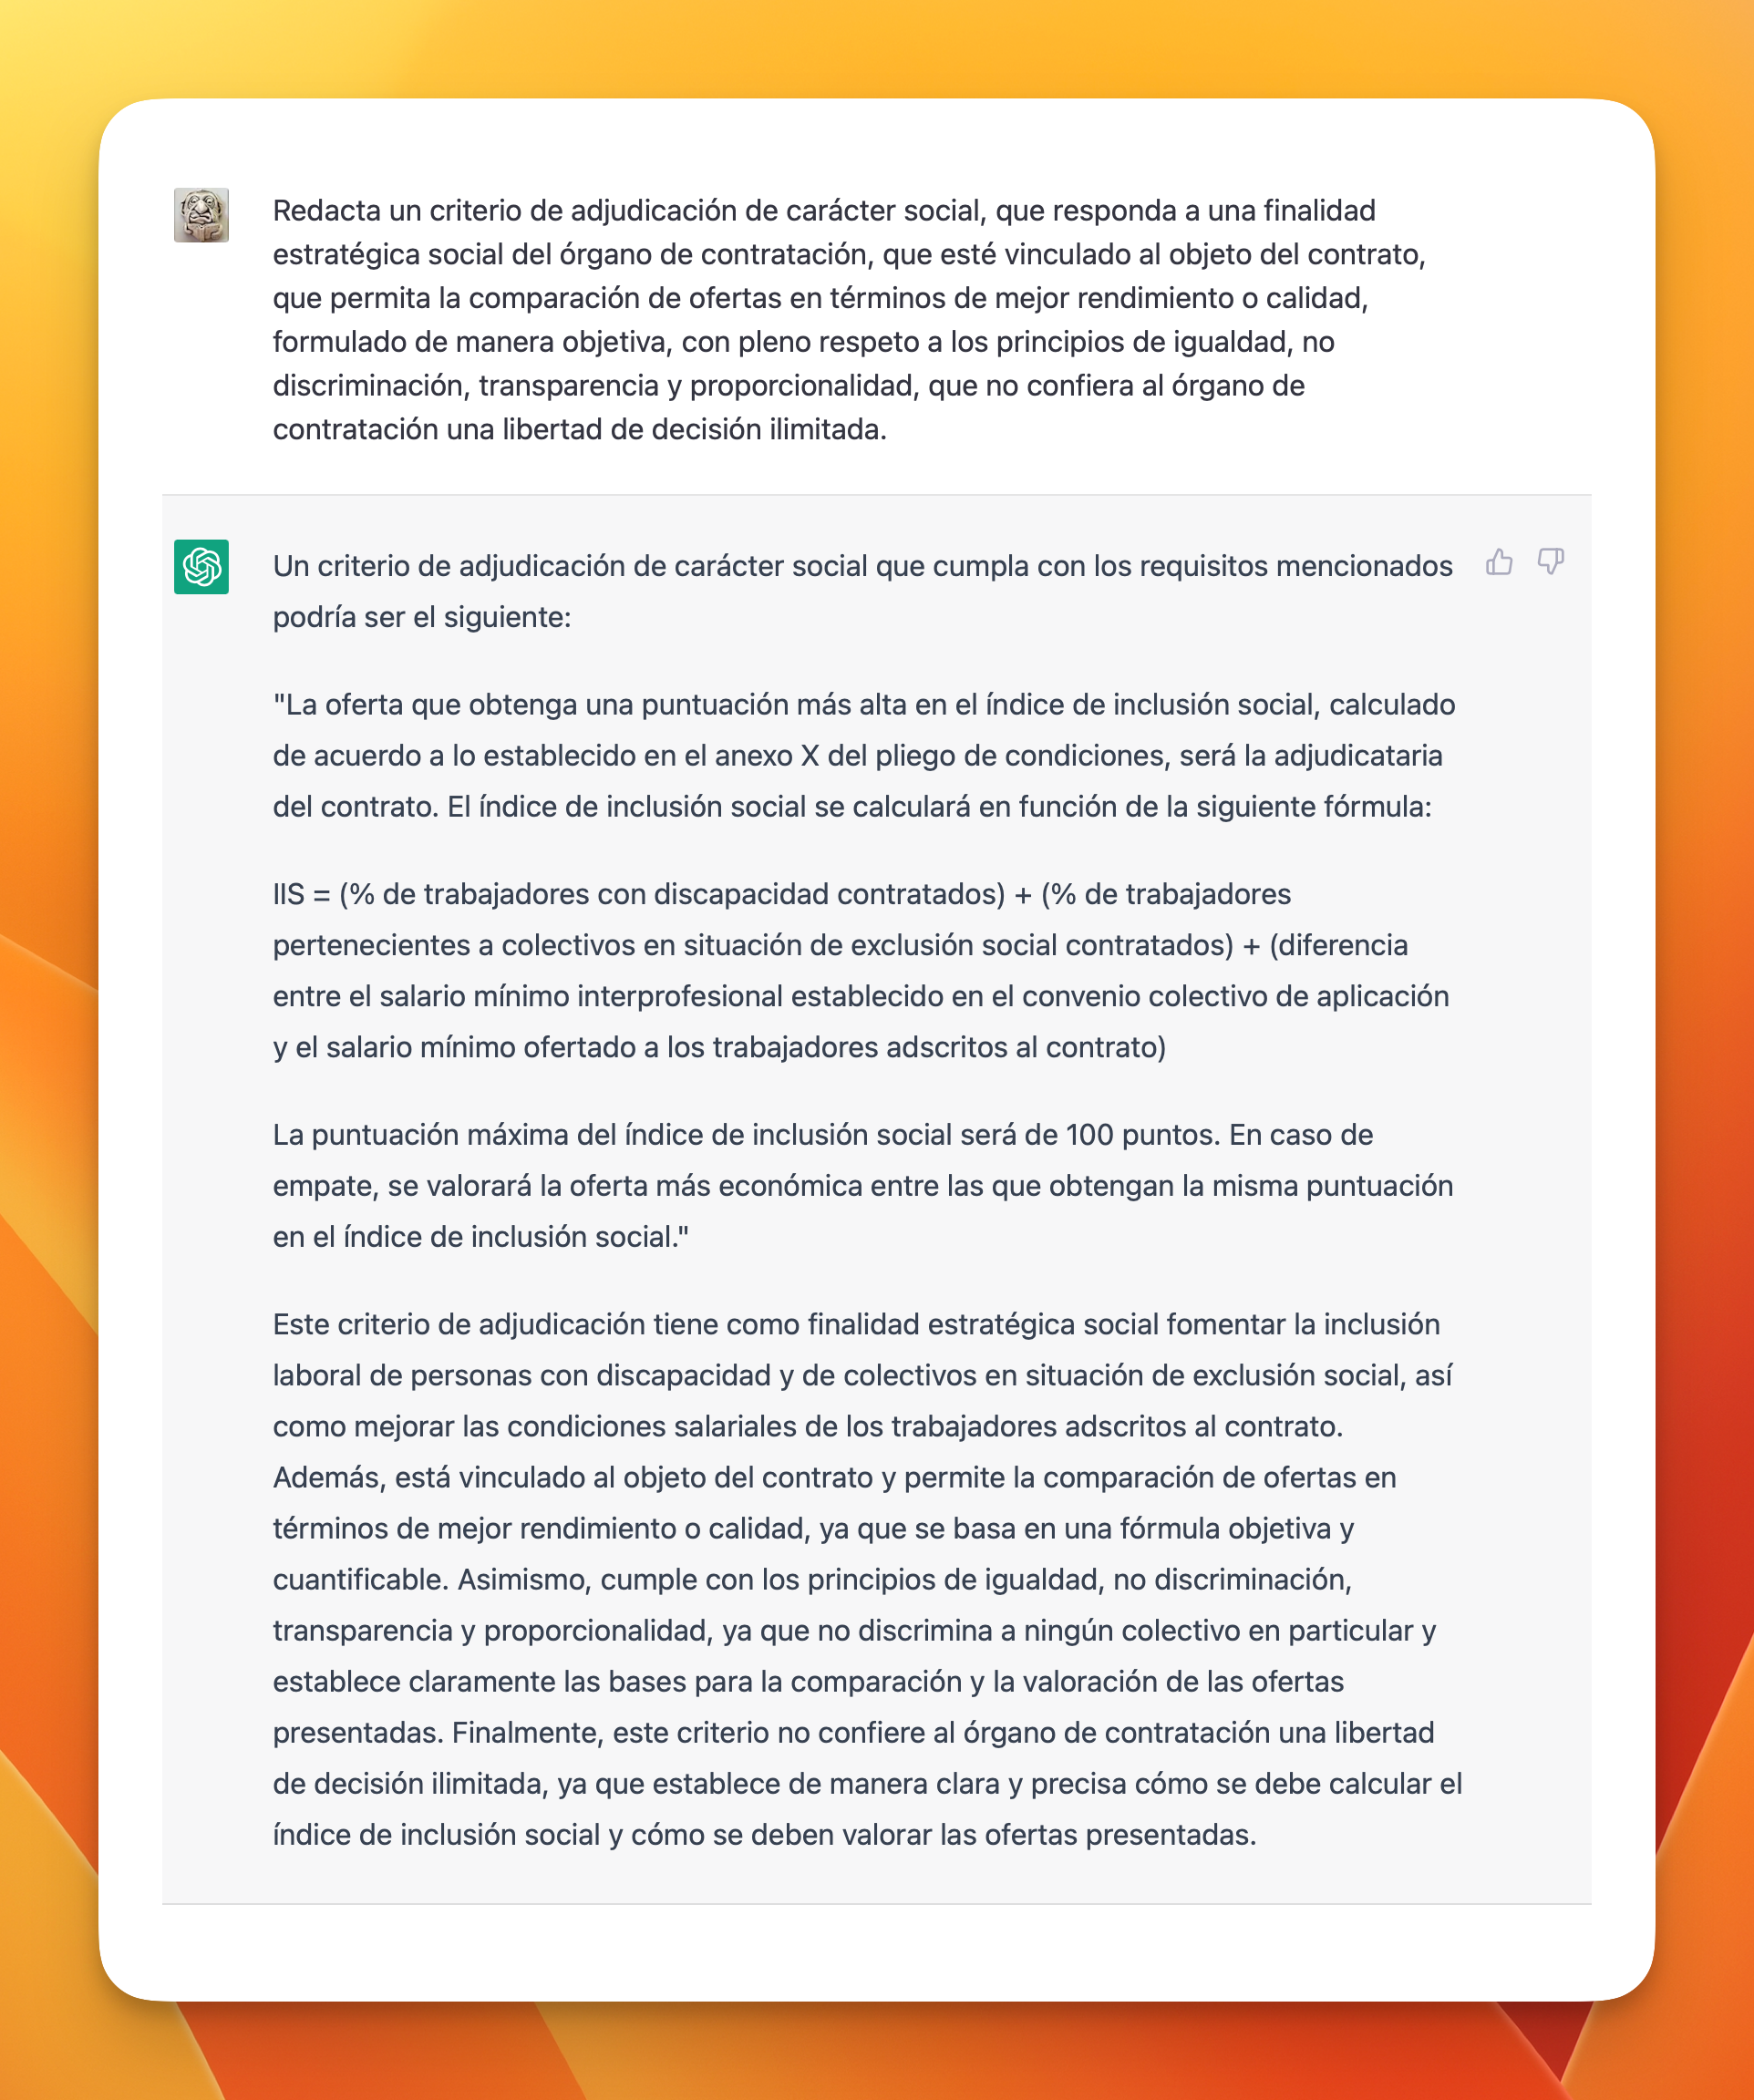 Redacta un criterio de adjudicación de carácter social, que responda a una finalidad
estratégica social del órgano de contratación, que esté vinculado al objeto del contrato,
que permita la comparación de ofertas en términos de mejor rendimiento o calidad,
formulado de manera objetiva, con pleno respeto a los principios de igualdad, no
discriminación, transparencia y proporcionalidad, que no confiera al órgano de
contratación una libertad de decisión ilimitada.
Un criterio de adjudicación de carácter social que cumpla con los requisitos mencionados
podría ser el siguiente:
"La oferta que obtenga una puntuación más alta en el índice de inclusión social, calculado
de acuerdo a lo establecido en el anexo X del pliego de condiciones, será la adjudicataria
del contrato. El índice de inclusión social se calculará en función de la siguiente fórmula:
IIS = (% de trabajadores con discapacidad contratados) + (% de trabajadores
pertenecientes a colectivos en situación de exclusión social contratados) + (diferencia
entre el salario mínimo interprofesional establecido en el convenio colectivo de aplicación
y el salario mínimo ofertado a los trabajadores adscritos al contrato)
La puntuación máxima del índice de inclusión social será de 100 puntos. En caso de
empate, se valorará la oferta más económica entre las que obtengan la misma puntuación
en el índice de inclusión social."
Este criterio de adjudicación tiene como finalidad estratégica social fomentar la inclusión
laboral de personas con discapacidad y de colectivos en situación de exclusión social, así
como mejorar las condiciones salariales de los trabajadores adscritos al contrato.
Además, está vinculado al objeto del contrato y permite la comparación de ofertas en
términos de mejor rendimiento o calidad, ya que se basa en una fórmula objetiva y
cuantificable. Asimismo, cumple con los principios de igualdad, no discriminación,
transparencia y proporcionalidad, ya que no discrimina a ningún colectivo en particular y
establece claramente las bases para la comparación y la valoración de las ofertas
presentadas. Finalmente, este criterio no confiere al órgano de contratación una libertad
de decisión ilimitada, ya que establece de manera clara y precisa cómo se debe calcular el
índice de inclusión social y cómo se deben valorar las ofertas presentadas.